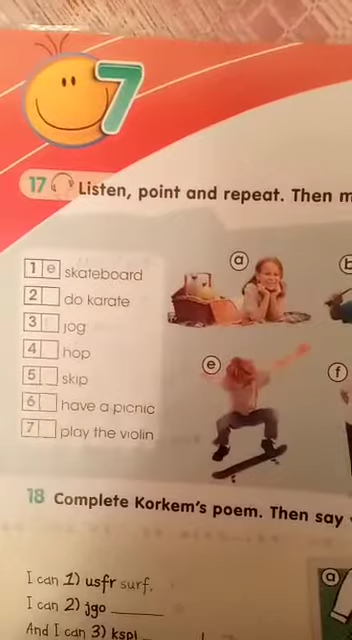 7
17 Listen, point and repeat. Then m
a
b
1 e skateboard
2 do karate
3 jog
4 hop
5 skip
6 have a picnic
7 play the violin
e
f
18 Complete Korkem's poem. Then say
I can 1) usfr surf,
I can 2) jgo
And I can 3) kspi
a